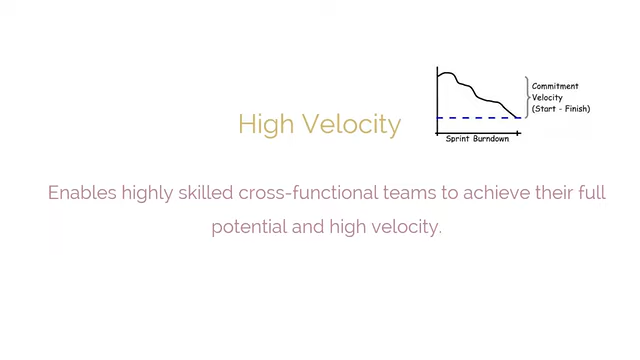 High Velocity
Commitment
Velocity
(Start - Finish)
Sprint Burndown
Enables highly skilled cross-functional teams to achieve their full
potential and high velocity.